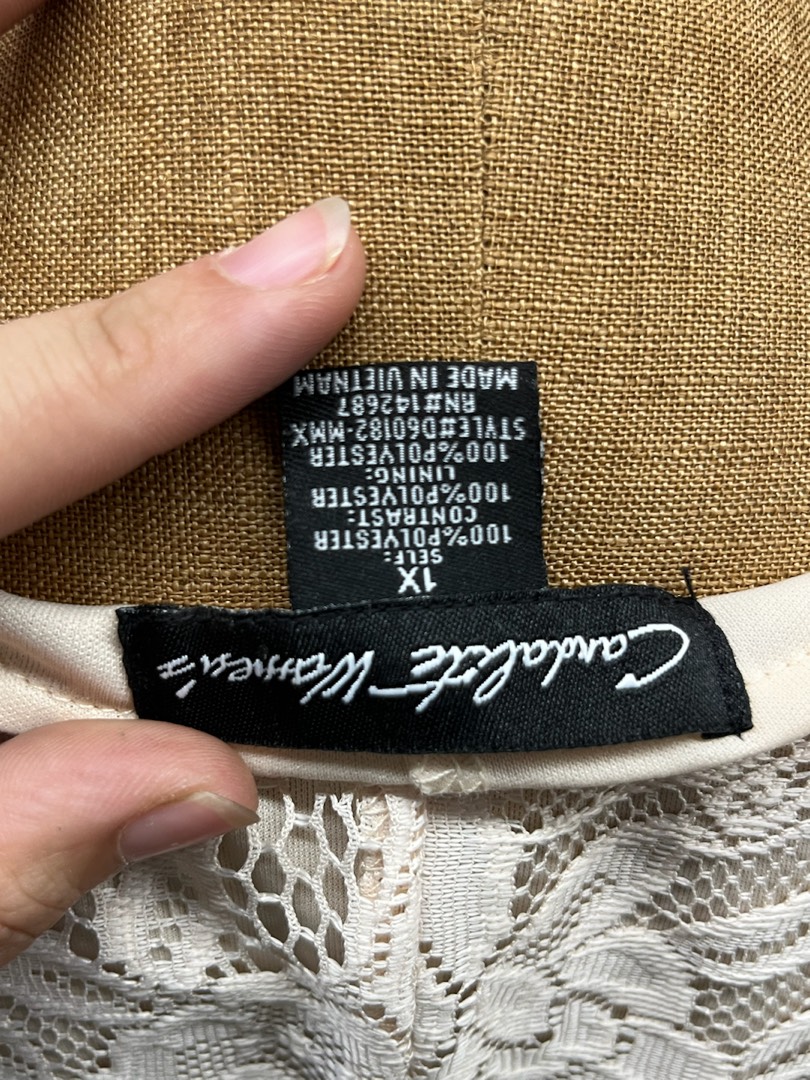 Candalite Women's
1X
SELF:
100%POLYESTER
CONTRAST:
100%POLYESTER
LINING:
100%POLYESTER
STYLE#D60182-MMX
RN#142687
MADE IN VIETNAM